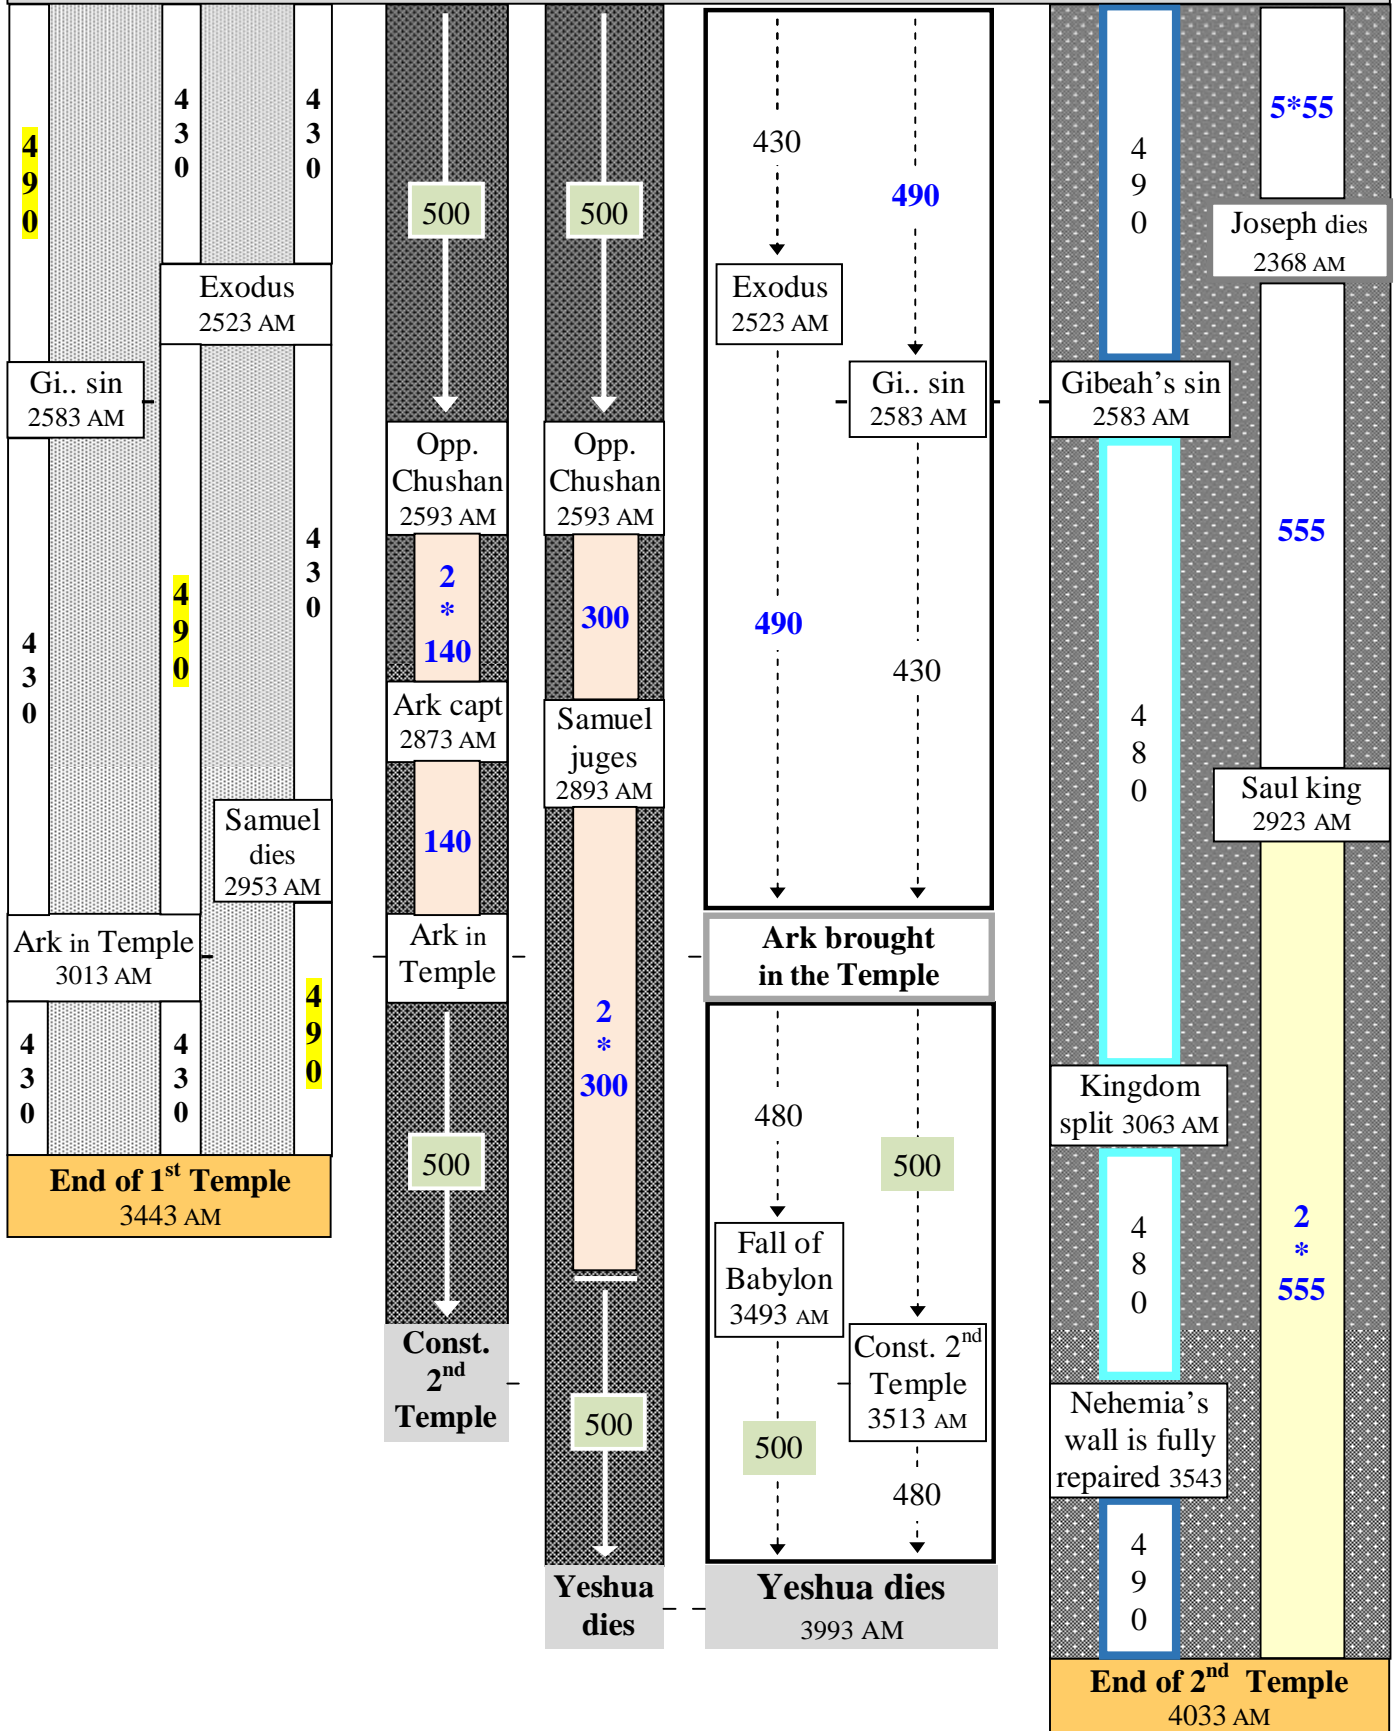 490
430
430
Exodus
2523 AM
Gi.. sin
2583 AM
430
490
430
Samuel
dies
2953 AM
Ark in Temple
3013 AM
430
430
490
End of 1st Temple
3443 AM
500
Opp.
Chushan
2593 AM
2
*
140
Ark capt
2873 AM
140
Ark in
Temple
500
Const.
2nd
Temple
500
Opp.
Chushan
2593 AM
300
Samuel
juges
2893 AM
2
*
300
500
Yeshua
dies
430
490
Exodus
2523 AM
Gi.. sin
2583 AM
490
430
Ark brought
in the Temple
480
500
Fall of
Babylon
3493 AM
Const. 2nd
Temple
3513 AM
500
480
Yeshua dies
3993 AM
490
Gibeah's sin
2583 AM
480
Kingdom
split 3063 AM
480
Nehemia's
wall is fully
repaired 3543
490
5*55
Joseph dies
2368 AM
555
Saul king
2923 AM
2
*
555
End of 2nd Temple
4033 AM